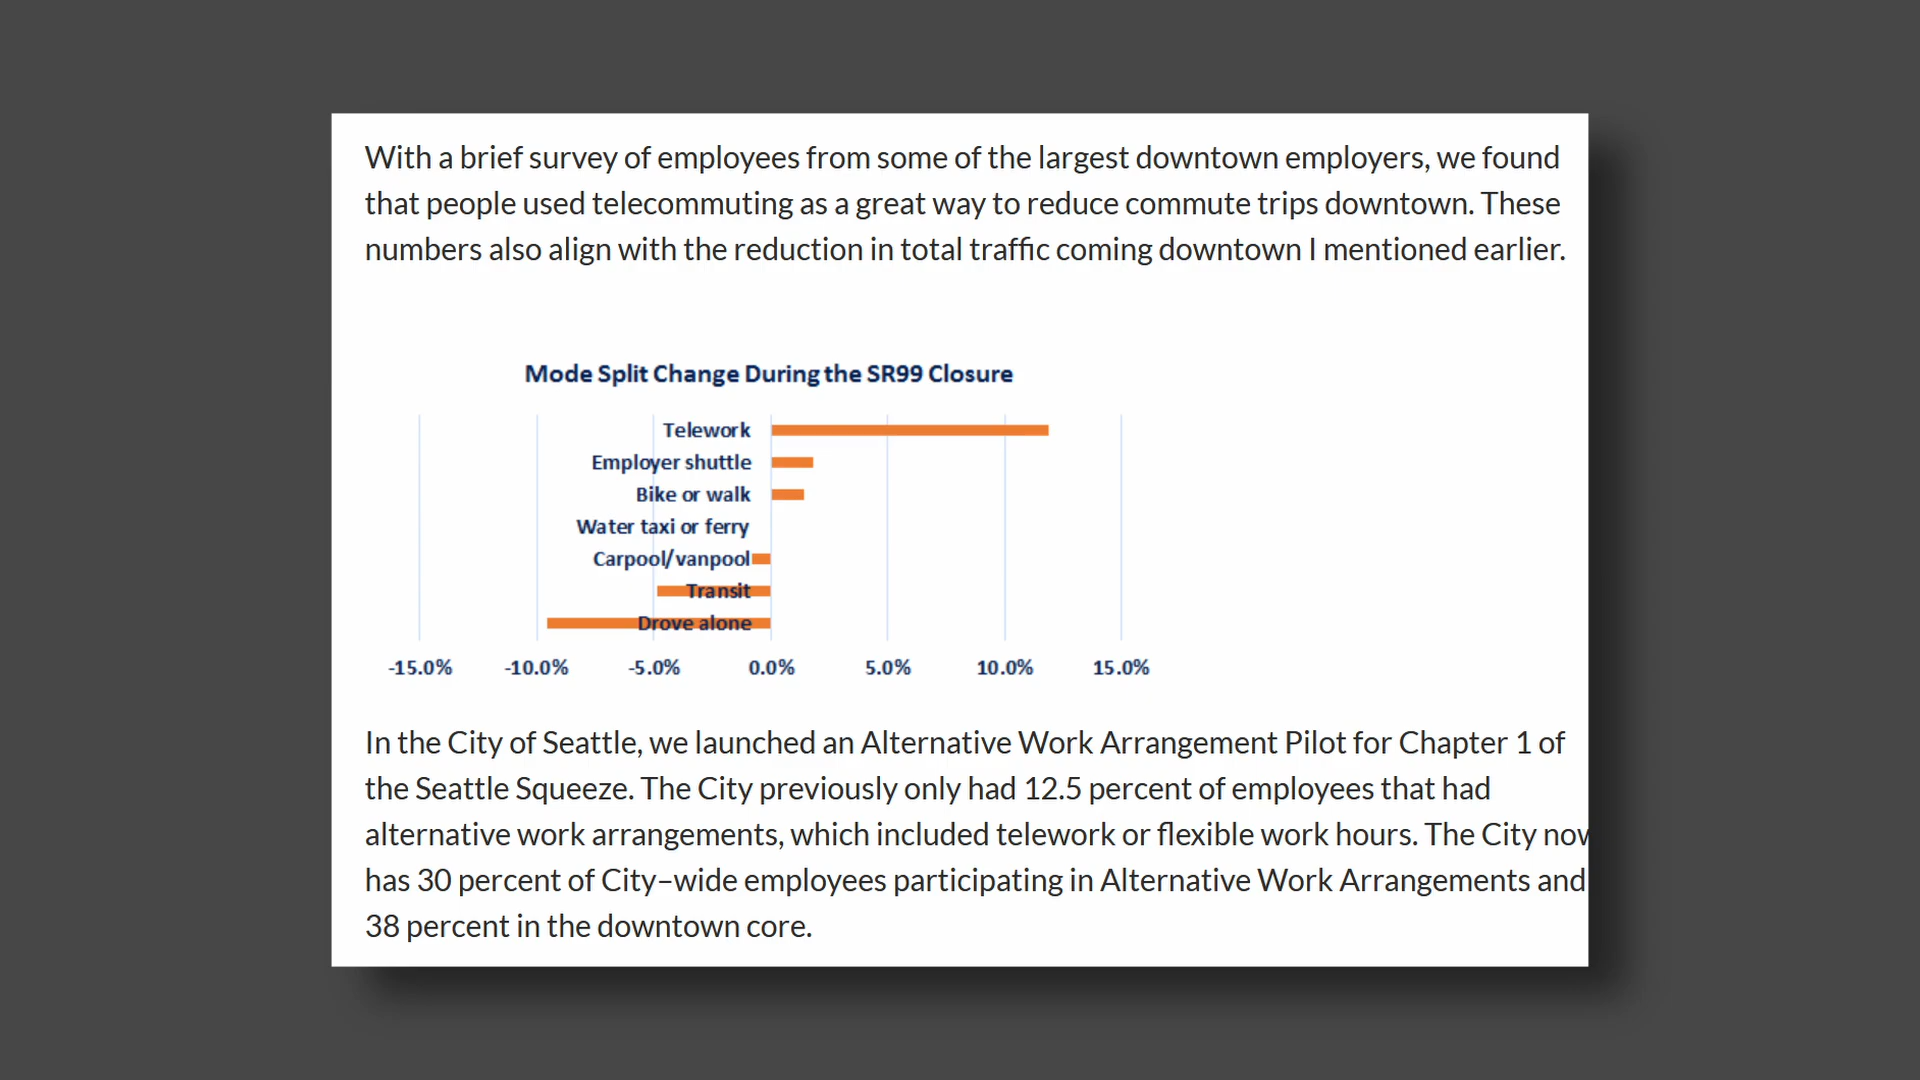 With a brief survey of employees from some of the largest downtown employers, we found
that people used telecommuting as a great way to reduce commute trips downtown. These
numbers also align with the reduction in total traffic coming downtown I mentioned earlier.
Mode Split Change During the SR99 Closure
Telework
Employer shuttle
Bike or walk
Water taxi or ferry
Carpool/vanpool
Transit
Drove alone
-15.0% -10.0% -5.0% 0.0% 5.0% 10.0% 15.0%
In the City of Seattle, we launched an Alternative Work Arrangement Pilot for Chapter 1 of
the Seattle Squeeze. The City previously only had 12.5 percent of employees that had
alternative work arrangements, which included telework or flexible work hours. The City now
has 30 percent of City–wide employees participating in Alternative Work Arrangements and
38 percent in the downtown core.